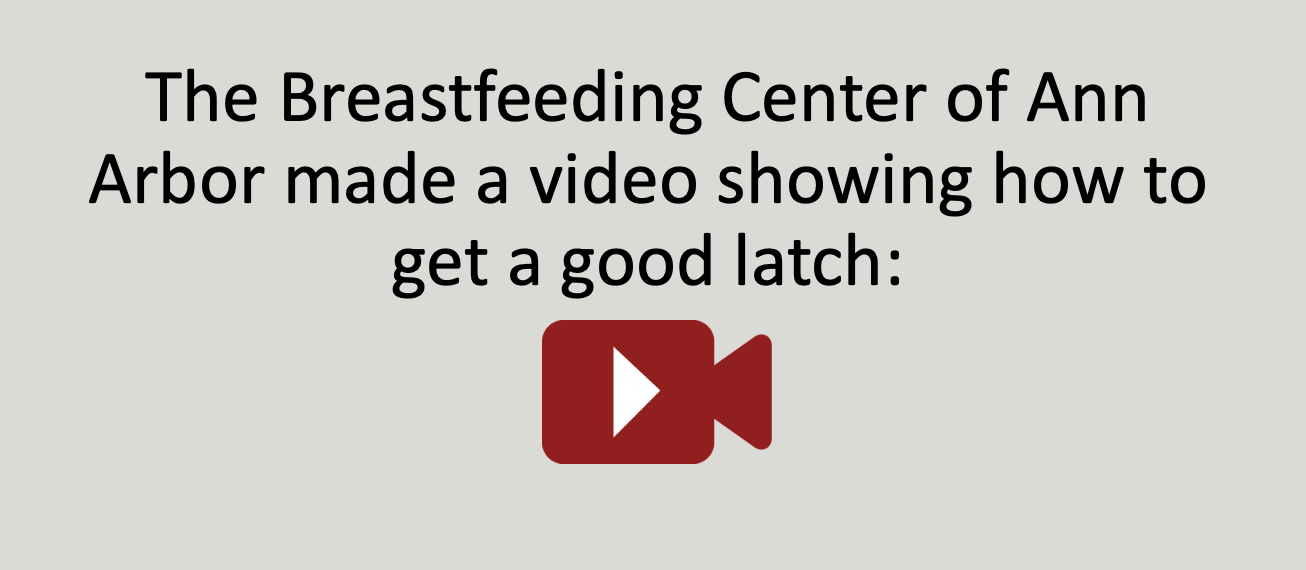 The Breastfeeding Center of Ann
Arbor made a video showing how to
get a good latch: